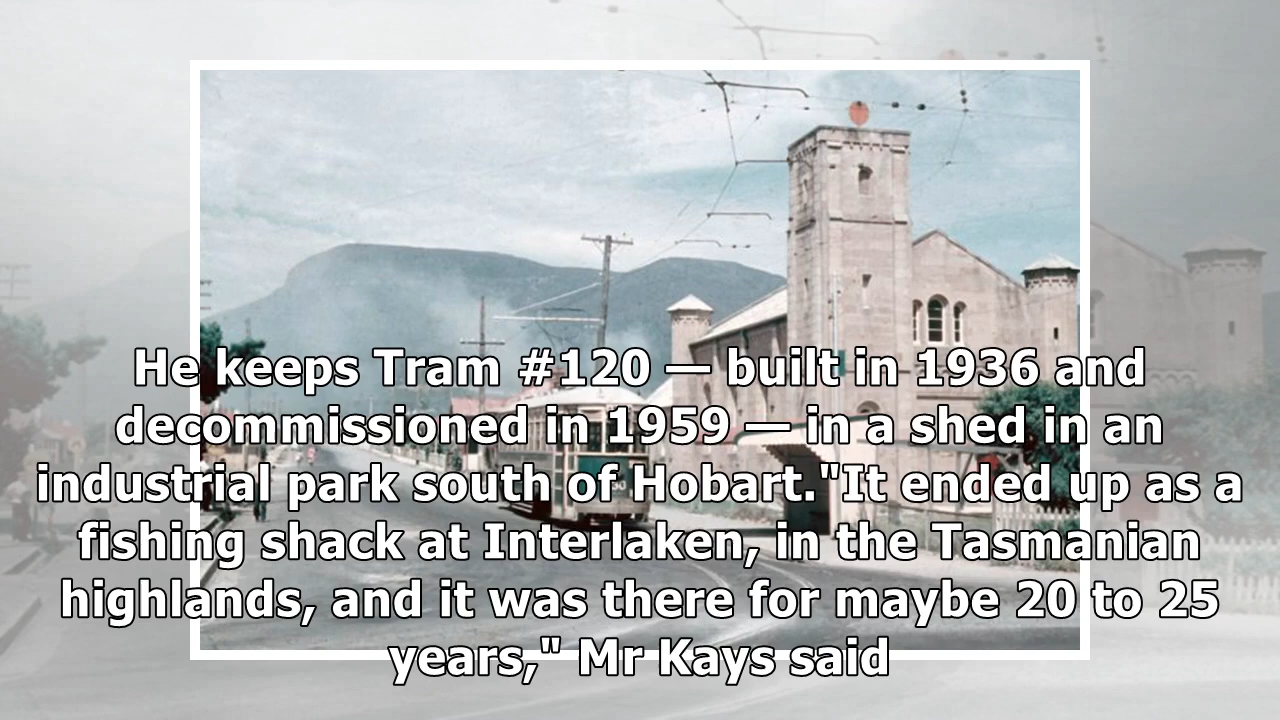 He keeps Tram #120 — built in 1936 and
decommissioned in 1959 — in a shed in an
industrial park south of Hobart."It ended up as a
fishing shack at Interlaken, in the Tasmanian
highlands, and it was there for maybe 20 to 25
years," Mr Kays said